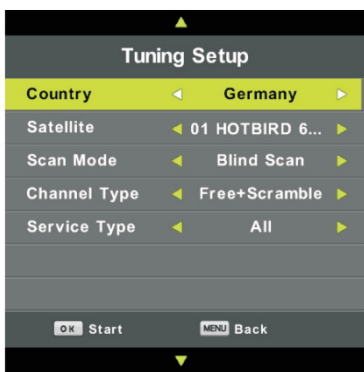 Tuning Setup
Country Germany
Satellite 01 HOTBIRD 6...
Scan Mode Blind Scan
Channel Type Free+Scramble
Service Type All
OK Start MENU Back